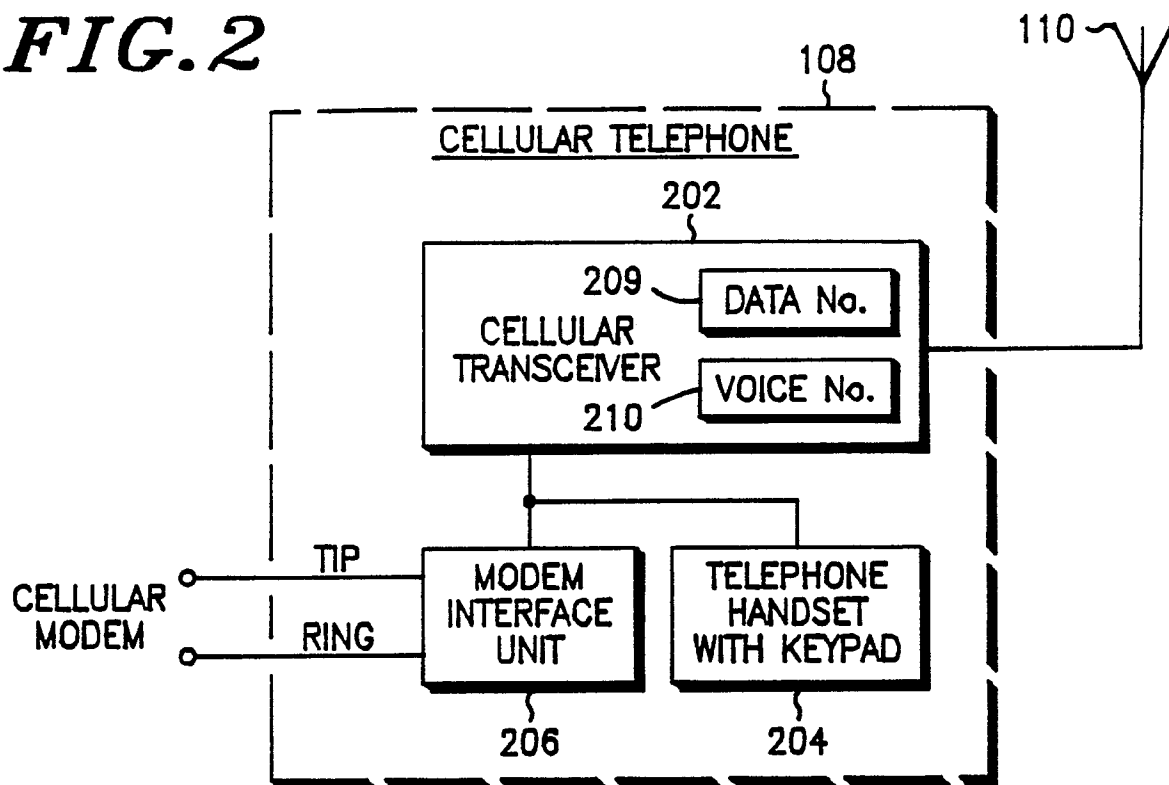 FIG.2
110
108
CELLULAR TELEPHONE
202
209
DATA No.
CELLULAR
TRANSCEIVER
VOICE No.
210
TIP
CELLULAR
MODEM
RING
MODEM
INTERFACE
UNIT
TELEPHONE
HANDSET
WITH KEYPAD
206
204